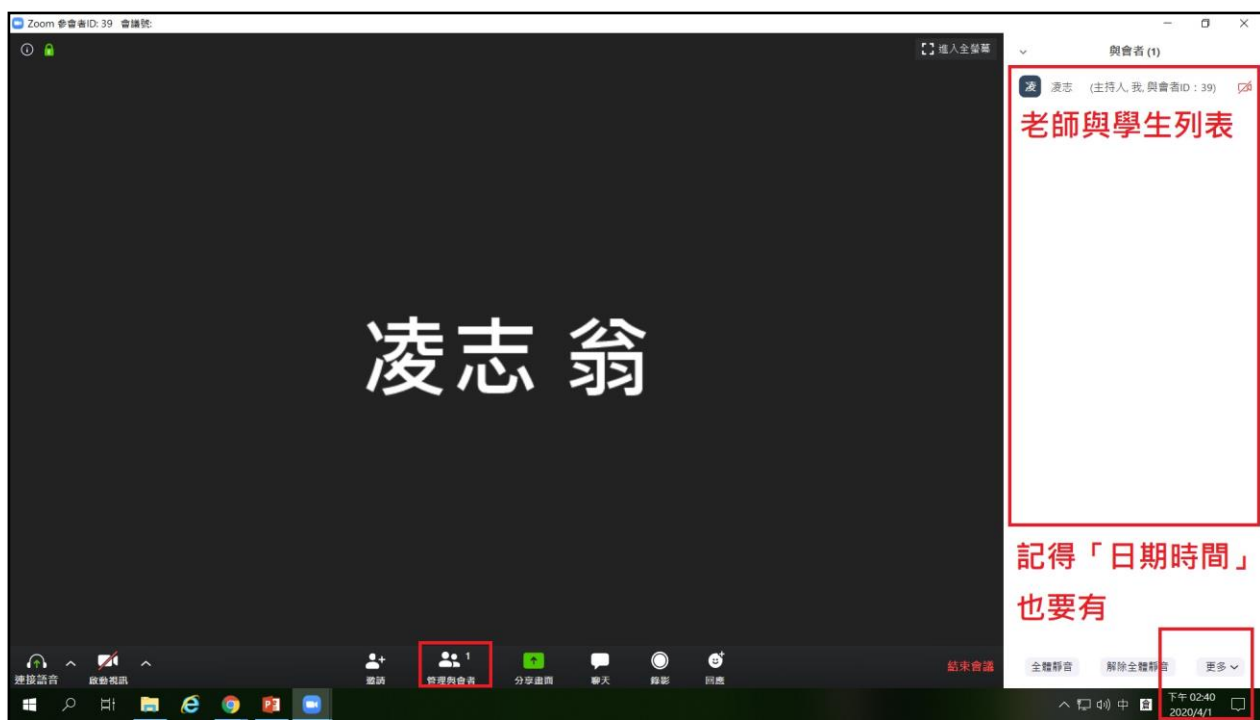 Zoom 參會者ID: 39 會議號:
進入全螢幕
與會者 (1)
凌 凌志 (主持人, 我, 與會者ID：39)
老師與學生列表
凌志 翁
記得「日期時間」
也要有
連接語音
啟動視訊
邀請
管理與會者 1
分享畫面
聊天
錄影
回應
結束會議
全體靜音
解除全體靜音
更多
中
下午 02:40
2020/4/1